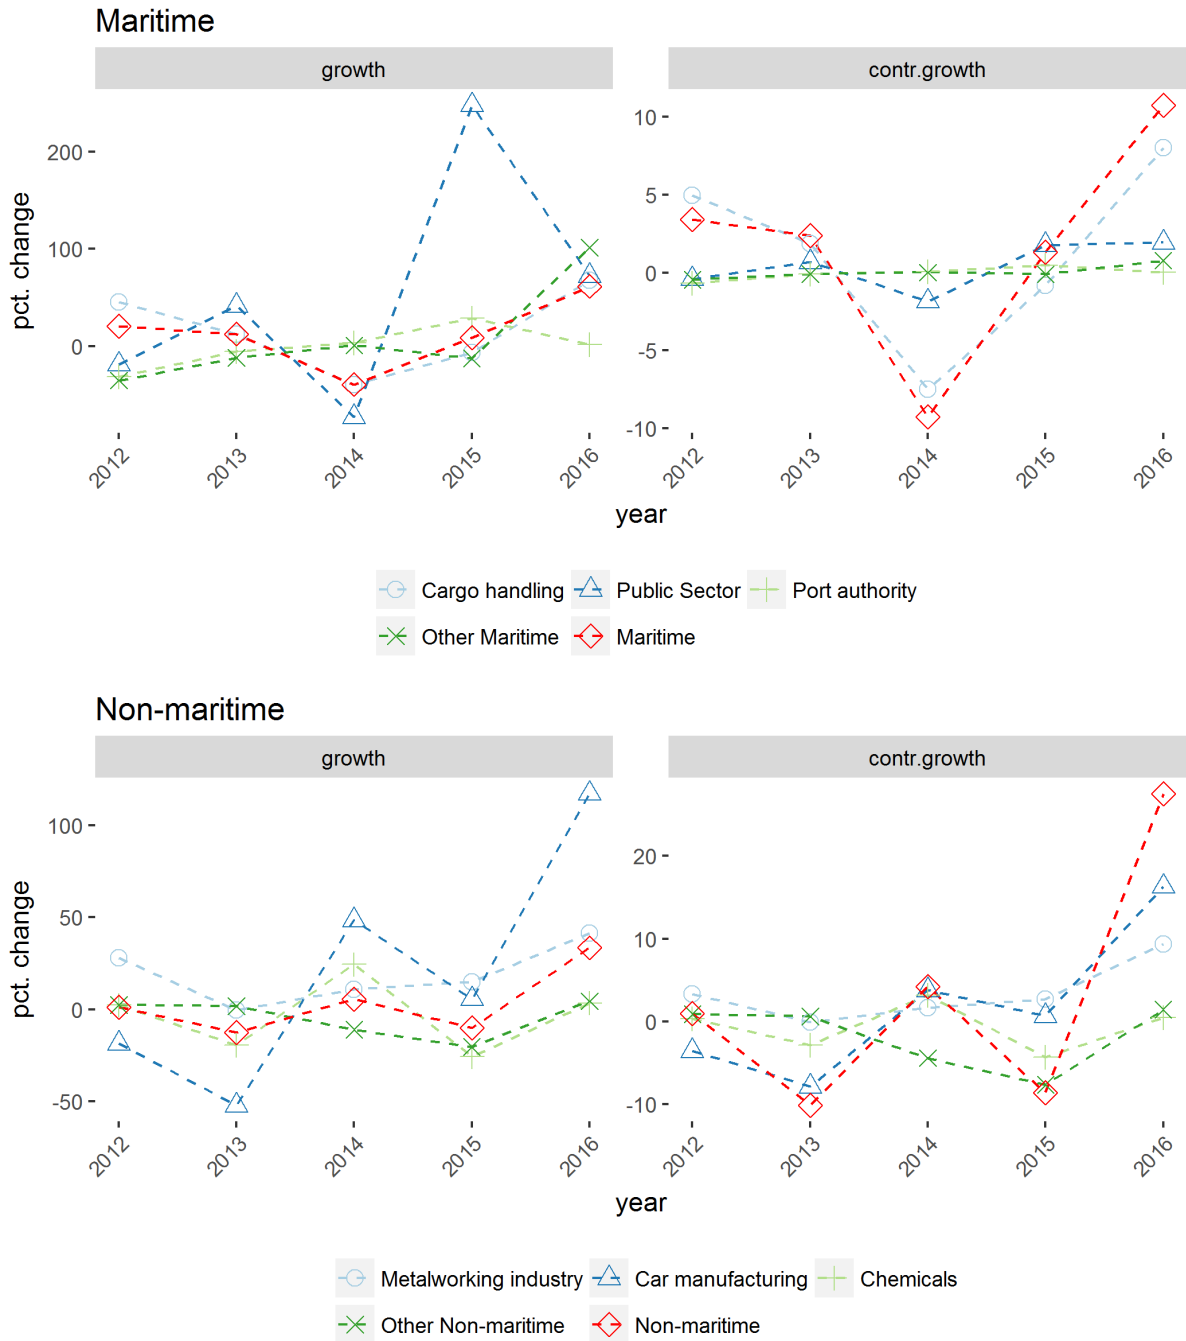 Maritime
growth
contr.growth
pct. change
200
100
0
10
5
0
-5
-10
2012
2013
2014
2015
2016
2012
2013
2014
2015
2016
year
Cargo handling
Public Sector
Port authority
Other Maritime
Maritime
Non-maritime
growth
contr.growth
pct. change
100
50
0
-50
20
10
0
-10
2012
2013
2014
2015
2016
2012
2013
2014
2015
2016
year
Metalworking industry
Car manufacturing
Chemicals
Other Non-maritime
Non-maritime